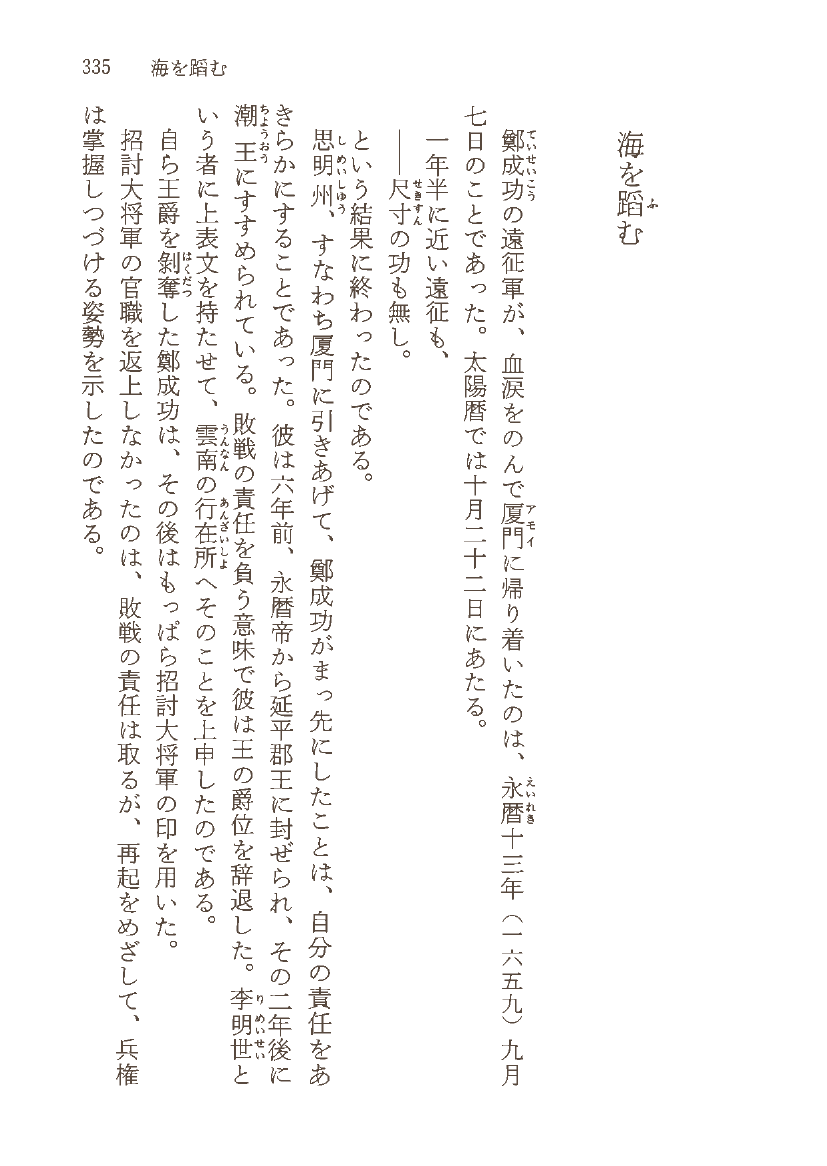 335 海を蹈む
海を蹈む
鄭成功の遠征軍が、血涙をのんで厦門に帰り着いたのは、永暦十三年（一六五九）九月
七日のことであった。太陽暦では十月二十二日にあたる。
一年半に近い遠征も、
――尺寸の功も無し。
という結果に終わったのである。
思明州、すなわち厦門に引きあげて、鄭成功がまっ先にしたことは、自分の責任をあ
きらかにすることであった。彼は六年前、永暦帝から延平郡王に封ぜられ、その二年後に
潮王にすすめられている。敗戦の責任を負う意味で彼は王の爵位を辞退した。李明世と
いう者に上表文を持たせて、雲南の行在所へそのことを上申したのである。
自ら王爵を剝奪した鄭成功は、その後はもっぱら招討大将軍の印を用いた。
招討大将軍の官職を返上しなかったのは、敗戦の責任は取るが、再起をめざして、兵権
は掌握しつづける姿勢を示したのである。